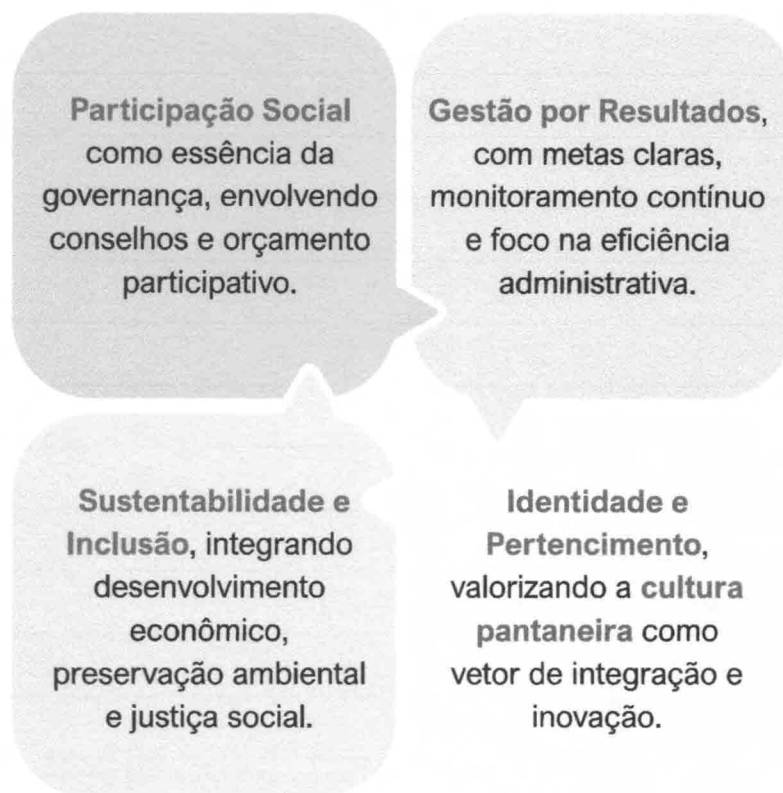 Participação Social
como essência da
governança, envolvendo
conselhos e orçamento
participativo.
Gestão por Resultados,
com metas claras,
monitoramento contínuo
e foco na eficiência
administrativa.
Sustentabilidade e
Inclusão, integrando
desenvolvimento
econômico,
preservação ambiental
e justiça social.
Identidade e
Pertencimento,
valorizando a cultura
pantaneira como
vetor de integração e
inovação.